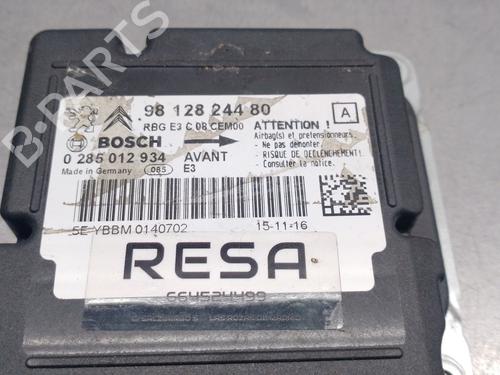 98 128 244 80
A
RBG E3 C 08 CEM00
ATTENTION !
BOSCH
Airbag(s) et pretensionneurs.
- Ne pas démonter.
0 285 012 934
AVANT
- RISQUE DE DECLENCHEMENT!
- Consulter la notice.
Made in Germany
085
E3
5E YBBM 0140702
15-11-16
RESA
664524499
B-PARTS